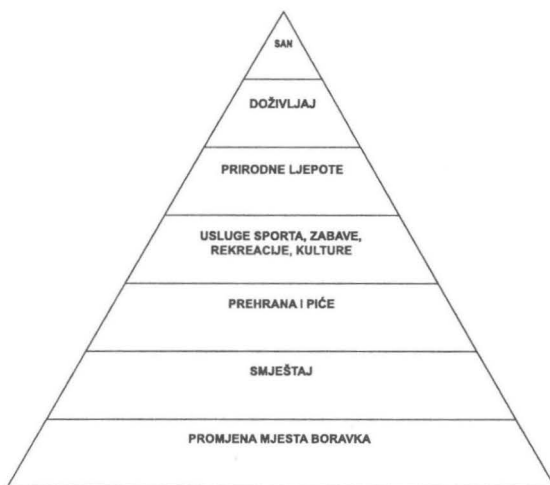 SAN
DOŽIVLJAJ
PRIRODNE LJEPOTE
USLUGE SPORTA, ZABAVE,
REKREACIJE, KULTURE
PREHRANA I PIĆE
SMJEŠTAJ
PROMJENA MJESTA BORAVKA